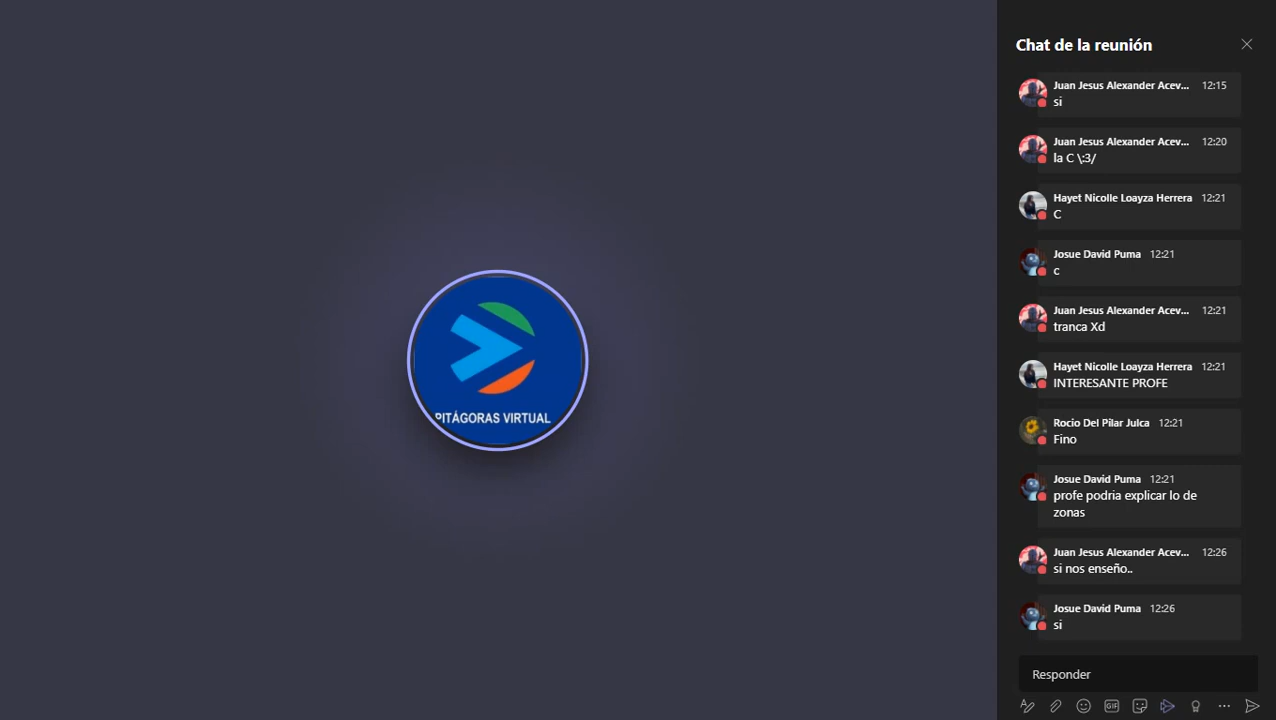 PITÁGORAS VIRTUAL
Chat de la reunión
Juan Jesus Alexander Acev... 12:15
si
Juan Jesus Alexander Acev... 12:20
la C \;3/
Hayet Nicolle Loayza Herrera 12:21
C
Josue David Puma 12:21
c
Juan Jesus Alexander Acev... 12:21
tranca Xd
Hayet Nicolle Loayza Herrera 12:21
INTERESANTE PROFE
Rocio Del Pilar Julca 12:21
Fino
Josue David Puma 12:21
profe podria explicar lo de
zonas
Juan Jesus Alexander Acev... 12:26
si nos enseño..
Josue David Puma 12:26
si
Responder
GIF